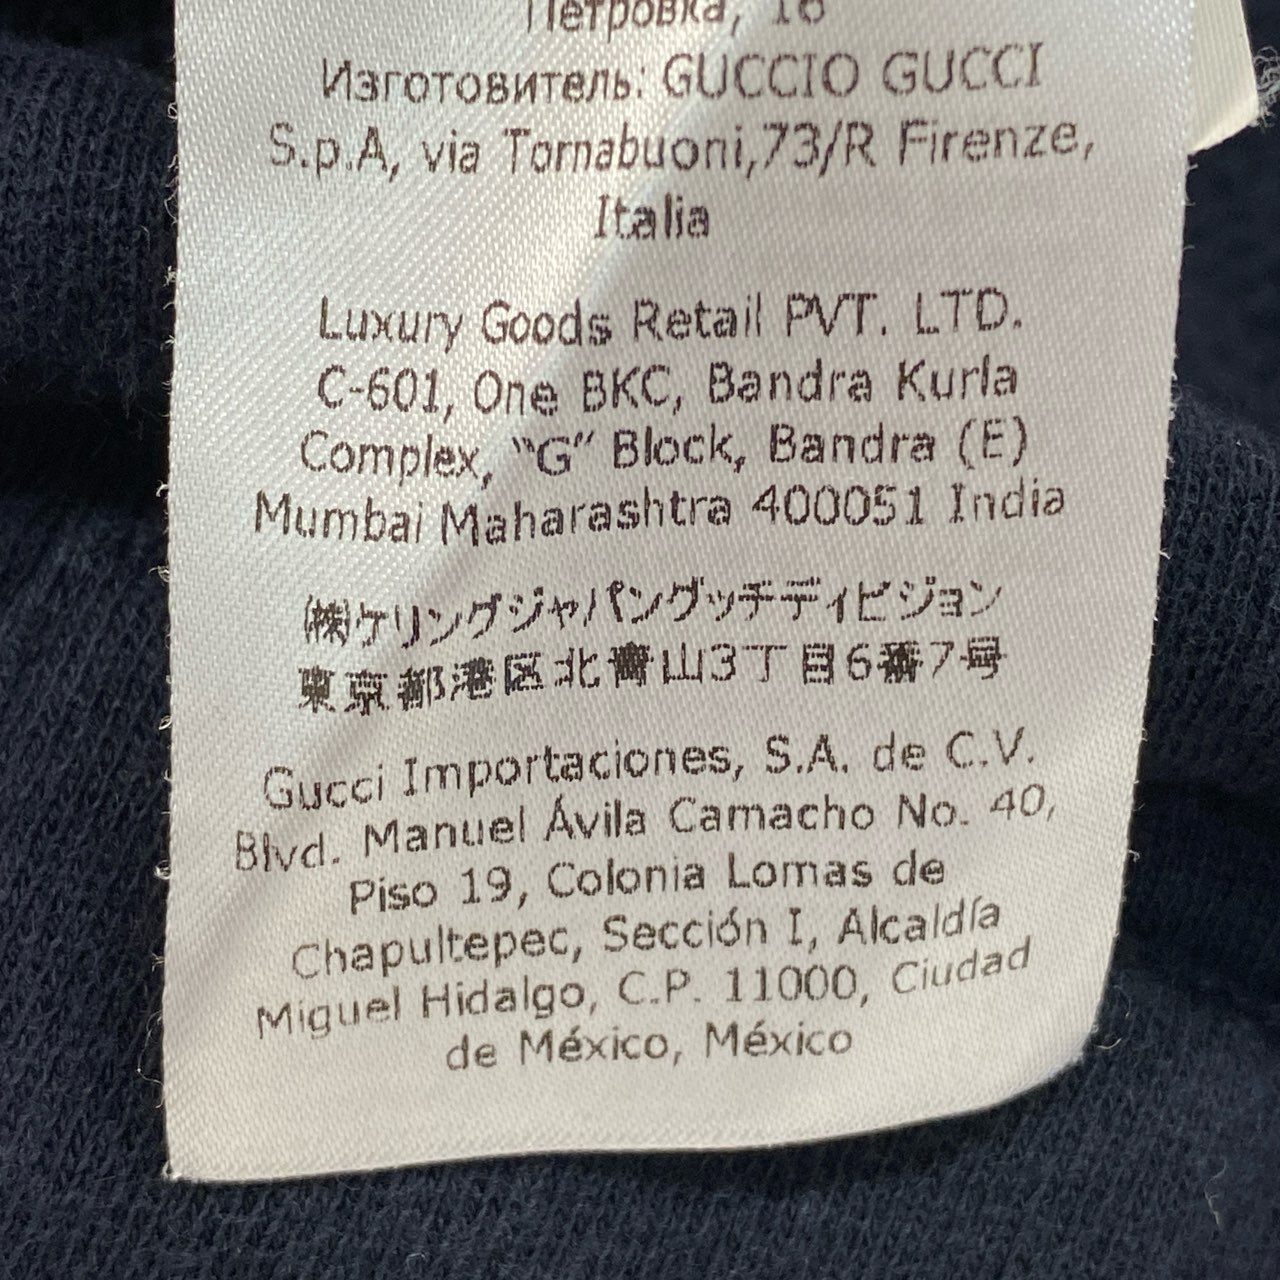 Петровка, 16
Изготовитель: GUCCIO GUCCI
S.p.A, via Tornabuoni,73/R Firenze,
Italia
Luxury Goods Retail PVT. LTD.
C-601, One BKC, Bandra Kurla
Complex, “G” Block, Bandra (E)
Mumbai Maharashtra 400051 India
㈱ケリングジャパングッチディビジョン
東京都港区北青山3丁目6番7号
Gucci Importaciones, S.A. de C.V.
Blvd. Manuel Ávila Camacho No. 40,
Piso 19, Colonia Lomas de
Chapultepec, Sección I, Alcaldía
Miguel Hidalgo, C.P. 11000, Ciudad
de México, México